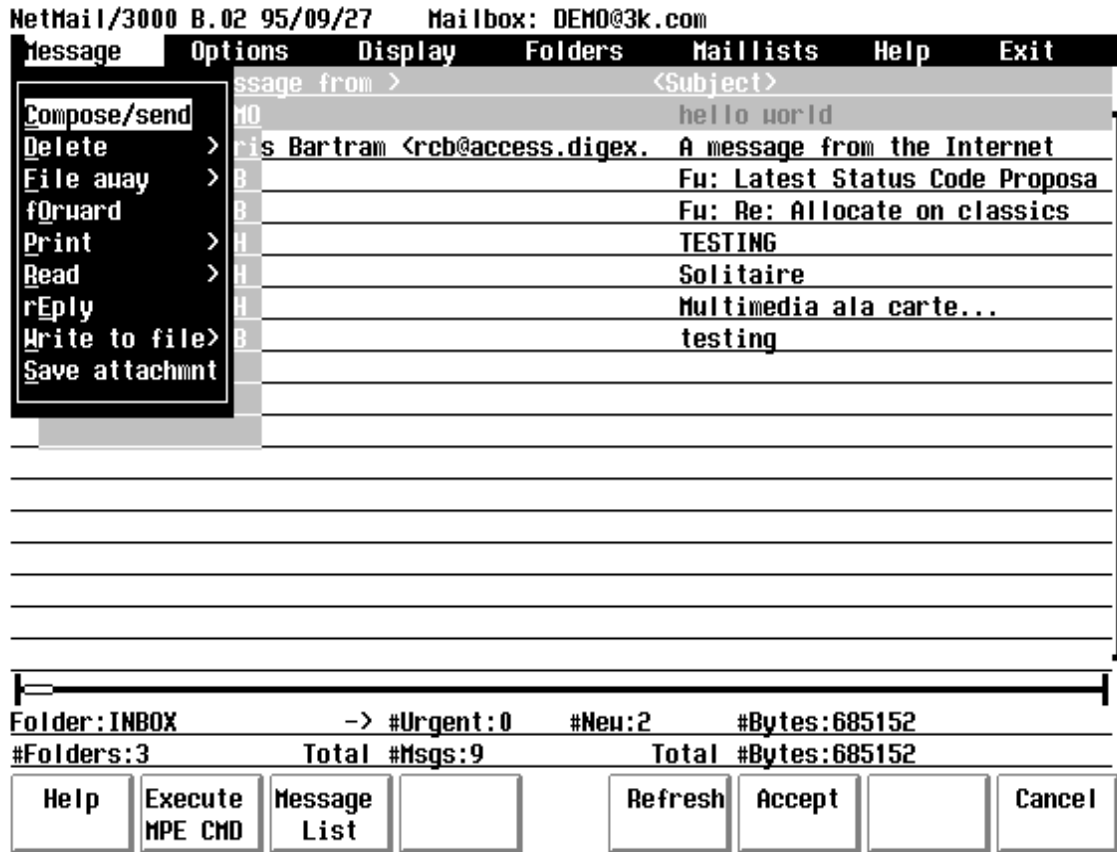 NetMail/3000 B.02 95/09/27 Mailbox: DEMO@3k.com
Message Options Display Folders Maillists Help Exit
ssage from > <Subject>
Compose/send MO hello world
Delete > ris Bartram <rcb@access.digex. A message from the Internet
File away > B Fw: Latest Status Code Proposa
fOrward B Fw: Re: Allocate on classics
Print > H TESTING
Read > H Solitaire
rEply H Multimedia ala carte...
Write to file> B testing
Save attachmnt
Folder:INBOX -> #Urgent:0 #New:2 #Bytes:685152
#Folders:3 Total #Msgs:9 Total #Bytes:685152
Help Execute Message Refresh Accept Cancel
MPE CMD List